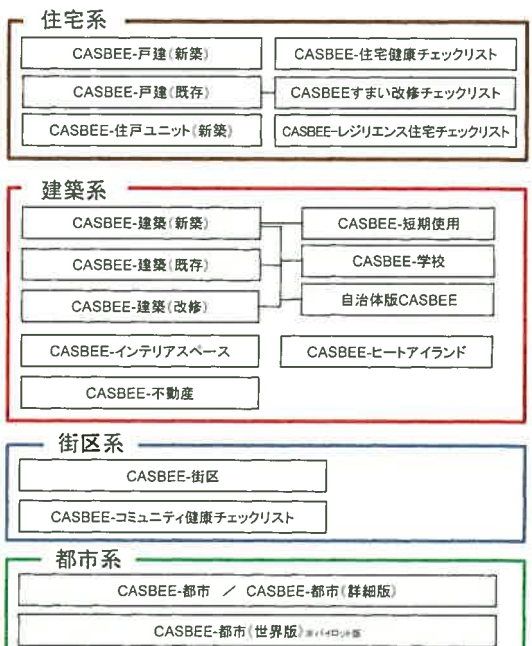 住宅系
CASBEE-戸建(新築)
CASBEE-住宅健康チェックリスト
CASBEE-戸建(既存)
CASBEEすまい改修チェックリスト
CASBEE-住戸ユニット(新築)
CASBEE-レジリエンス住宅チェックリスト
建築系
CASBEE-建築(新築)
CASBEE-短期使用
CASBEE-建築(既存)
CASBEE-学校
CASBEE-建築(改修)
自治体版CASBEE
CASBEE-インテリアスペース
CASBEE-ヒートアイランド
CASBEE-不動産
街区系
CASBEE-街区
CASBEE-コミュニティ健康チェックリスト
都市系
CASBEE-都市 / CASBEE-都市(詳細版)
CASBEE-都市(世界版)※パイロット版